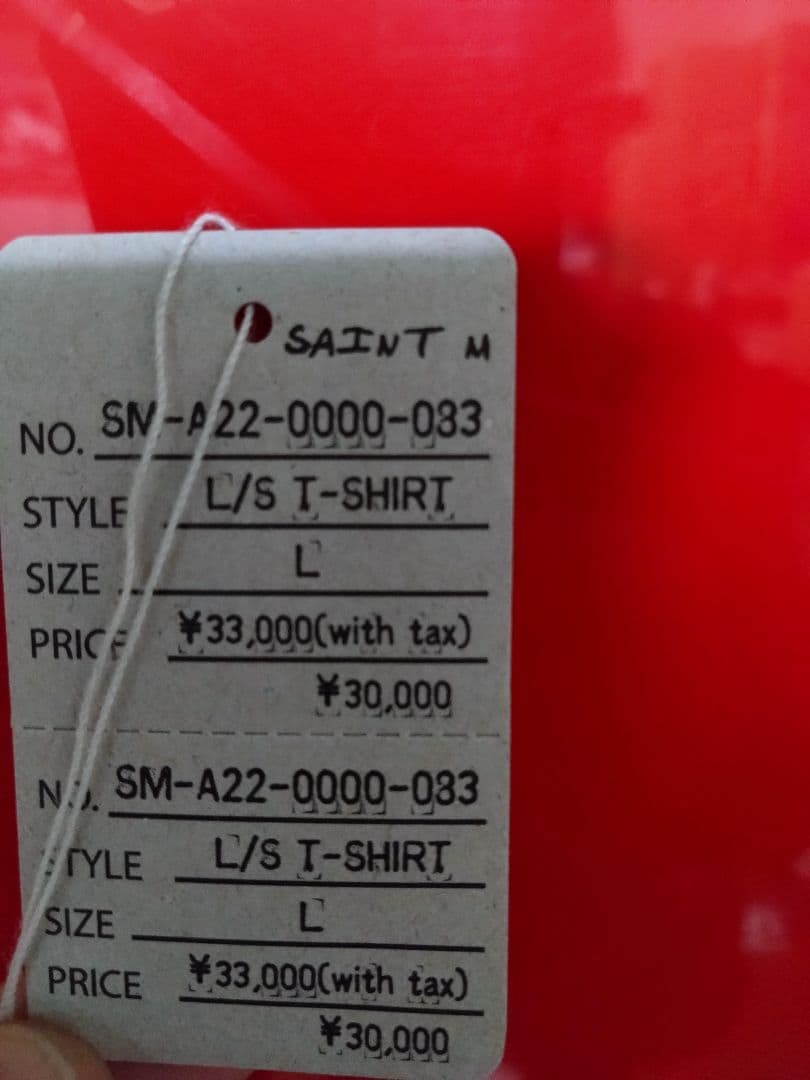 SAINT M
NO. SM-A22-0000-083
STYLE L/S T-SHIRT
SIZE L
PRICE ¥33,000(with tax)
¥30,000
NO. SM-A22-0000-083
STYLE L/S T-SHIRT
SIZE L
PRICE ¥33,000(with tax)
¥30,000